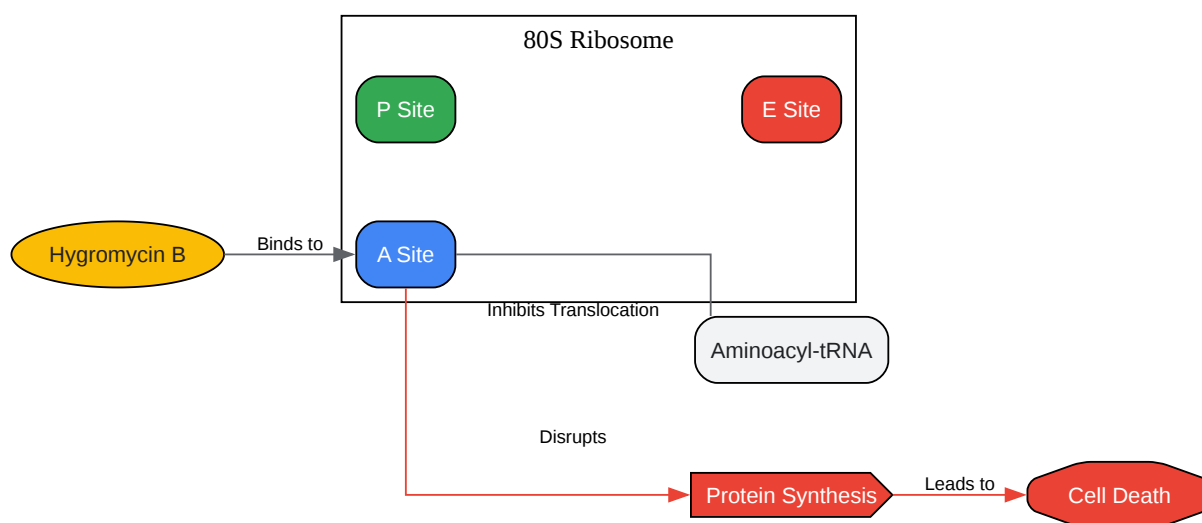 80S Ribosome
P Site
E Site
Hygromycin B
Binds to
A Site
Inhibits Translocation
Aminoacyl-tRNA
Disrupts
Protein Synthesis
Leads to
Cell Death